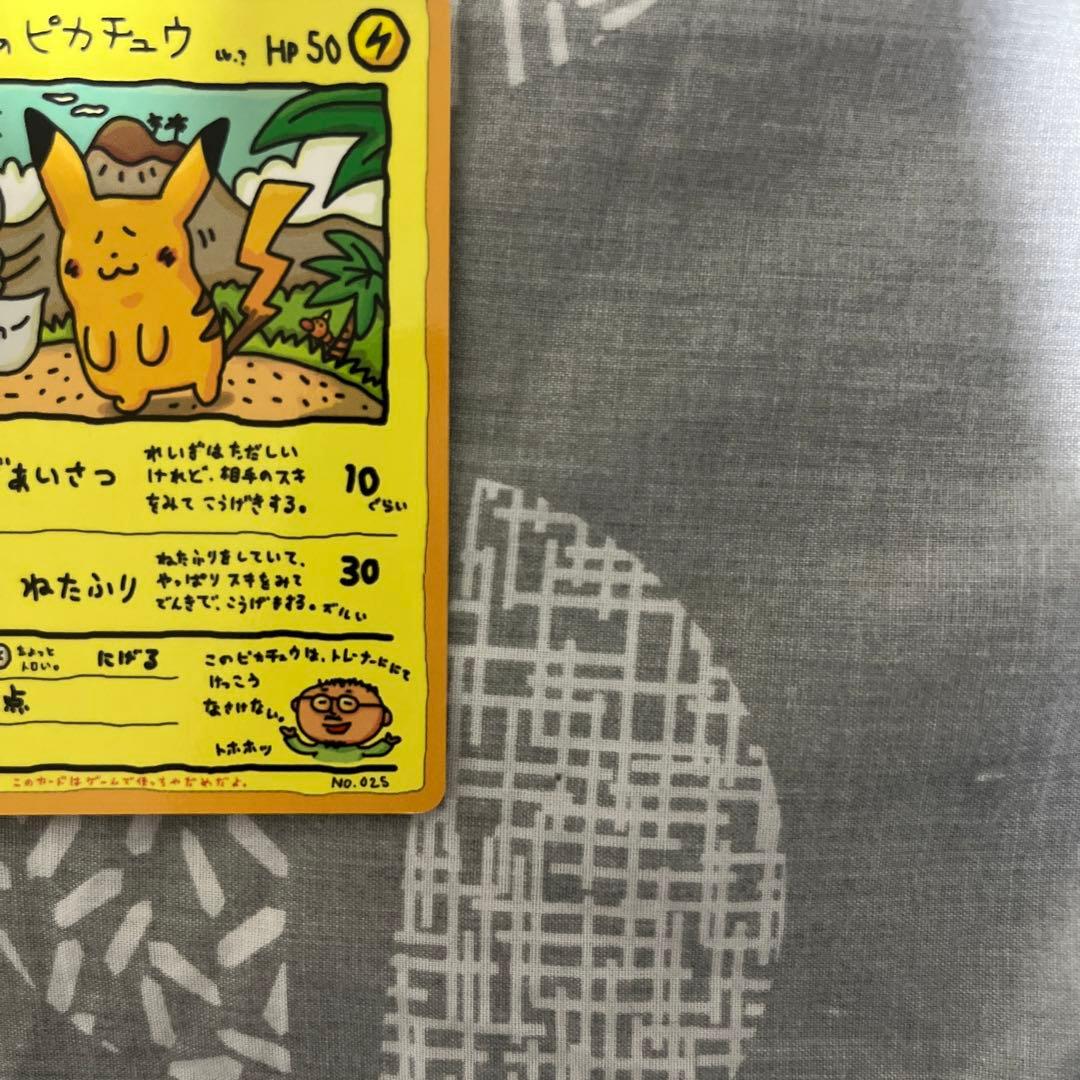 の ピカチュウ Lv.? HP 50
あいさつ
れいぎはただしい
けれど、相手のスキ
をみて こうげきする。
10
ぐらい
ねたふり
ねたふりをしていて、
やっぱり スキをみて
でんきで、こうげきする。ズルい
30
ちょっと
トロい。
にげる
点
このピカチュウは、トレーナーににて
けっこう
なさけない。
トホホッ
このカードはゲームで使っちゃだめだよ。
NO. 025